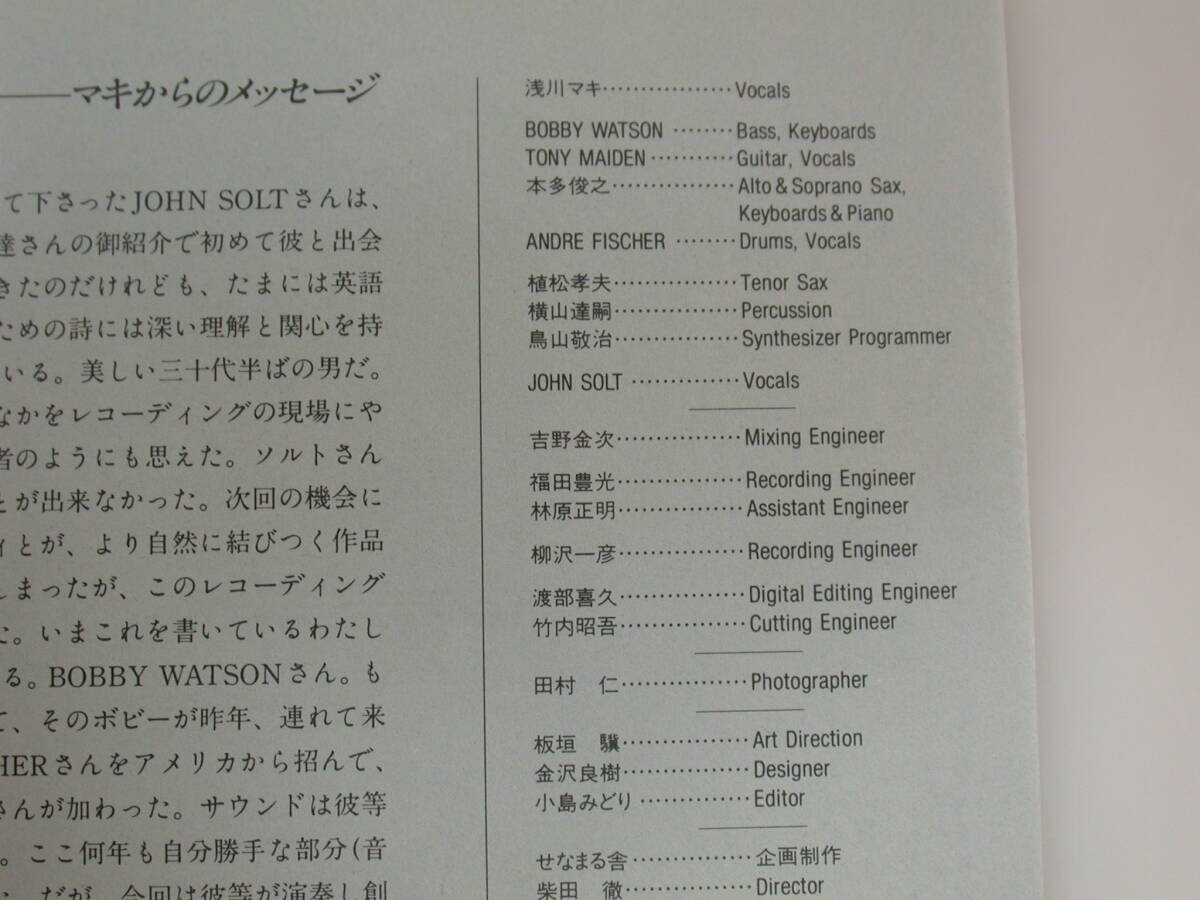 ——マキからのメッセージ
て下さったJOHN SOLTさんは、
達さんの御紹介で初めて彼と出会
きたのだけれども、たまには英語
ための詩には深い理解と関心を持
いる。美しい三十代半ばの男だ。
なかをレコーディングの現場にや
者のようにも思えた。ソルトさん
とが出来なかった。次回の機会に
ィとが、より自然に結びつく作品
しまったが、このレコーディング
た。いまこれを書いているわたし
る。BOBBY WATSONさん。も
て、そのボビーが昨年、連れて来
HERさんをアメリカから招んで、
さんが加わった。サウンドは彼等
。ここ何年も自分勝手な部分(音
だが、今回は彼等が演奏し創
浅川マキ………………Vocals
BOBBY WATSON ………Bass, Keyboards
TONY MAIDEN …………Guitar, Vocals
本多俊之………………Alto & Soprano Sax,
Keyboards & Piano
ANDRE FISCHER ………Drums, Vocals
植松孝夫………………Tenor Sax
横山達嗣………………Percussion
鳥山敬治………………Synthesizer Programmer
JOHN SOLT ……………Vocals
吉野金次………………Mixing Engineer
福田豊光………………Recording Engineer
林原正明………………Assistant Engineer
柳沢一彦………………Recording Engineer
渡部喜久………………Digital Editing Engineer
竹内昭吾………………Cutting Engineer
田村　仁………………Photographer
板垣　驥………………Art Direction
金沢良樹………………Designer
小島みどり ……………Editor
せなまる舎………………企画制作
柴田　徹………………Director